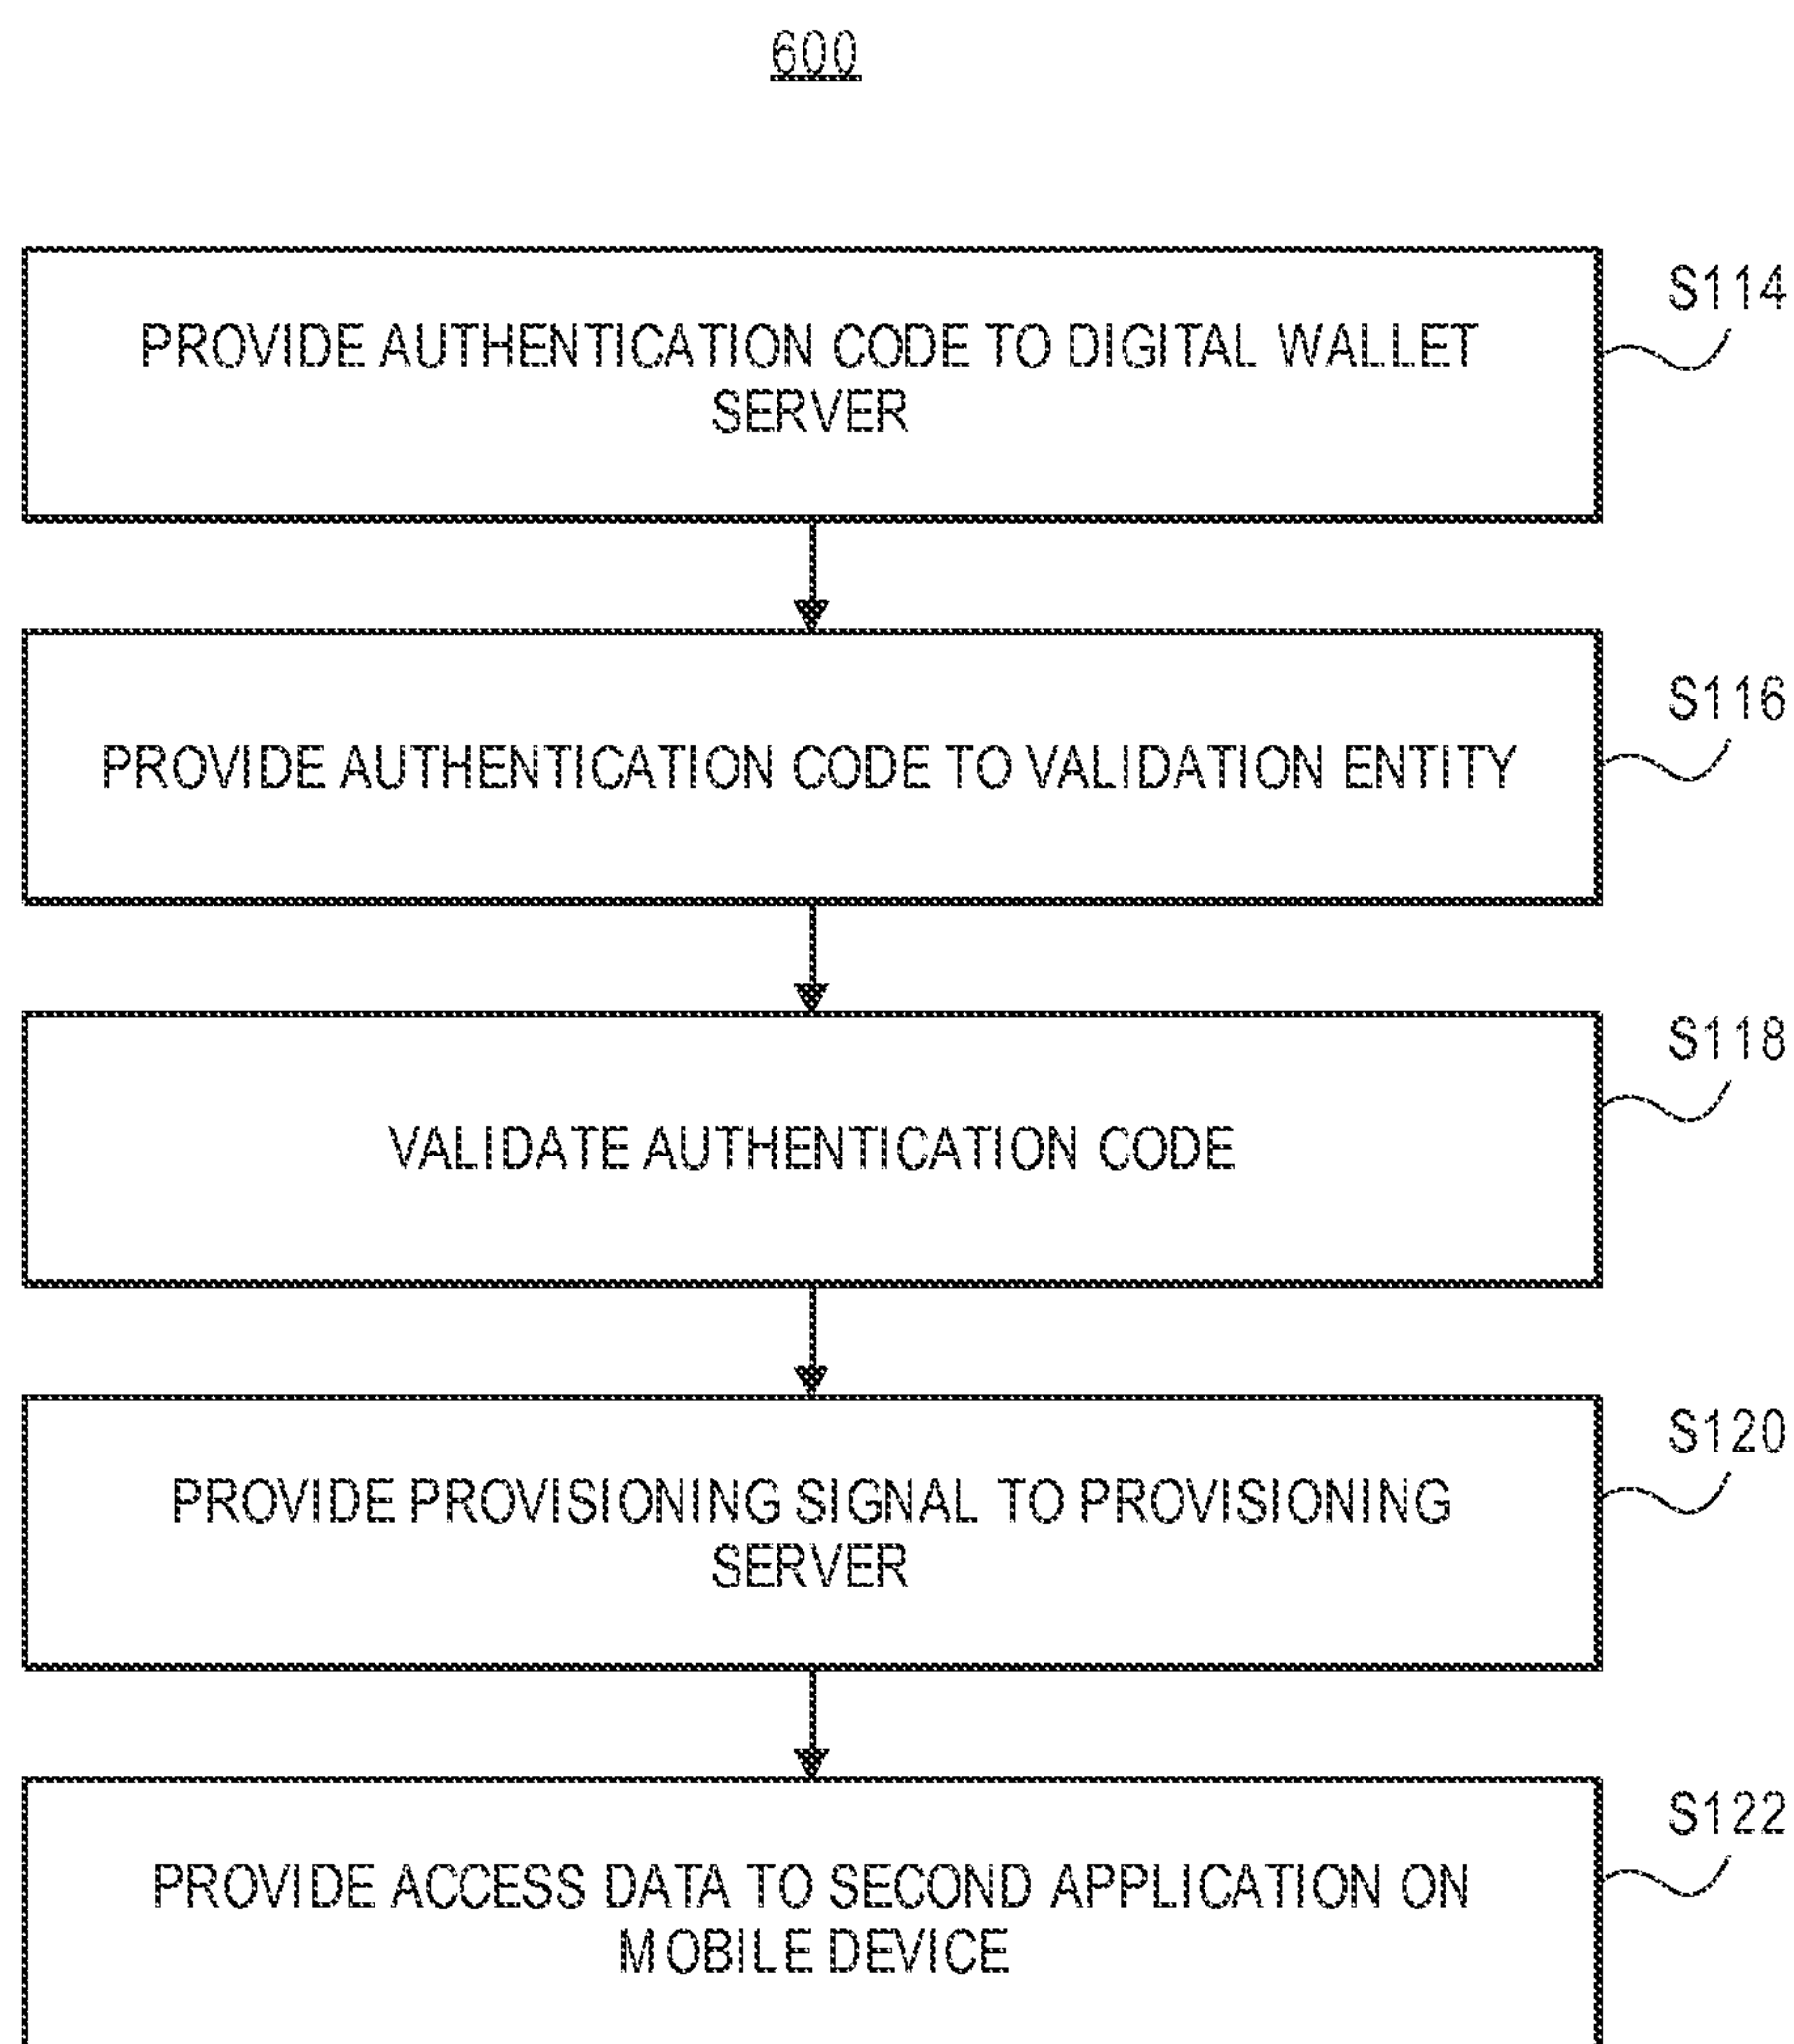 600
S114
PROVIDE AUTHENTICATION CODE TO DIGITAL WALLET
SERVER
S116
PROVIDE AUTHENTICATION CODE TO VALIDATION ENTITY
S118
VALIDATE AUTHENTICATION CODE
S120
PROVIDE PROVISIONING SIGNAL TO PROVISIONING
SERVER
S122
PROVIDE ACCESS DATA TO SECOND APPLICATION ON
MOBILE DEVICE